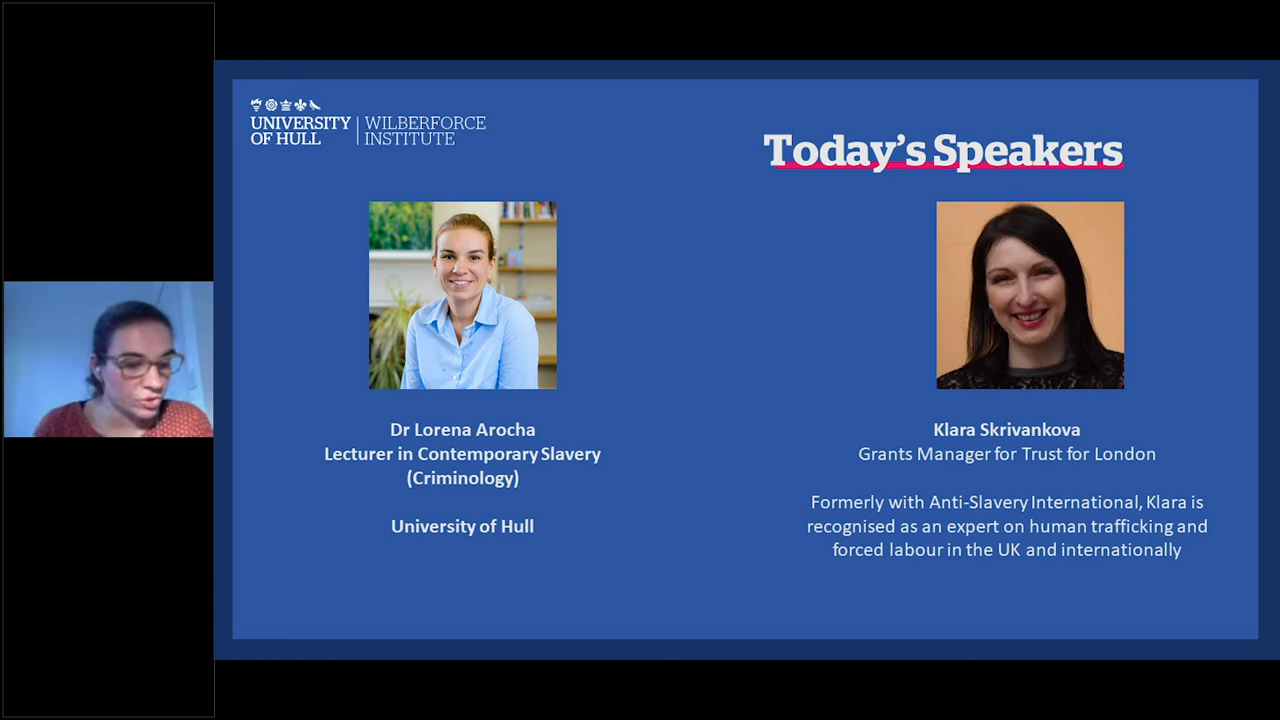 UNIVERSITY
OF HULL
WILBERFORCE
INSTITUTE
Today's Speakers
Dr Lorena Arocha
Lecturer in Contemporary Slavery
(Criminology)
University of Hull
Klara Skrivankova
Grants Manager for Trust for London
Formerly with Anti-Slavery International, Klara is
recognised as an expert on human trafficking and
forced labour in the UK and internationally